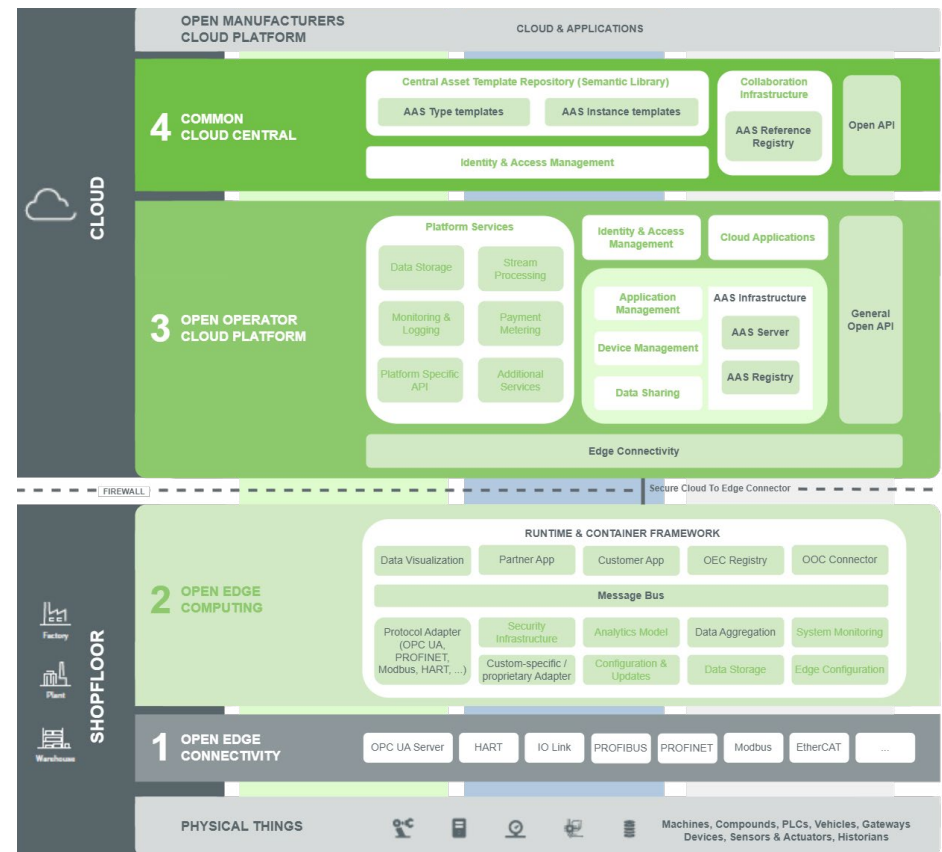 OPEN MANUFACTURERS
CLOUD PLATFORM
CLOUD & APPLICATIONS
CLOUD
4
COMMON
CLOUD CENTRAL
Central Asset Template Repository (Semantic Library)
AAS Type templates
AAS Instance templates
Identity & Access Management
Collaboration
Infrastructure
AAS Reference
Registry
Open API
3
OPEN OPERATOR
CLOUD PLATFORM
Platform Services
Data Storage
Stream
Processing
Monitoring &
Logging
Payment
Metering
Platform Specific
API
Additional
Services
Identity & Access
Management
Cloud Applications
Application
Management
Device Management
Data Sharing
AAS Infrastructure
AAS Server
AAS Registry
General
Open API
Edge Connectivity
FIREWALL
Secure Cloud To Edge Connector
SHOPFLOOR
Factory
Plant
Warehouse
2
OPEN EDGE
COMPUTING
RUNTIME & CONTAINER FRAMEWORK
Data Visualization
Partner App
Customer App
OEC Registry
OOC Connector
Message Bus
Protocol Adapter
(OPC UA,
PROFINET,
Modbus, HART, ...)
Security
Infrastructure
Analytics Model
Data Aggregation
System Monitoring
Custom-specific /
proprietary Adapter
Configuration &
Updates
Data Storage
Edge Configuration
1
OPEN EDGE
CONNECTIVITY
OPC UA Server
HART
IO Link
PROFIBUS
PROFINET
Modbus
EtherCAT
...
PHYSICAL THINGS
Machines, Compounds, PLCs, Vehicles, Gateways
Devices, Sensors & Actuators, Historians